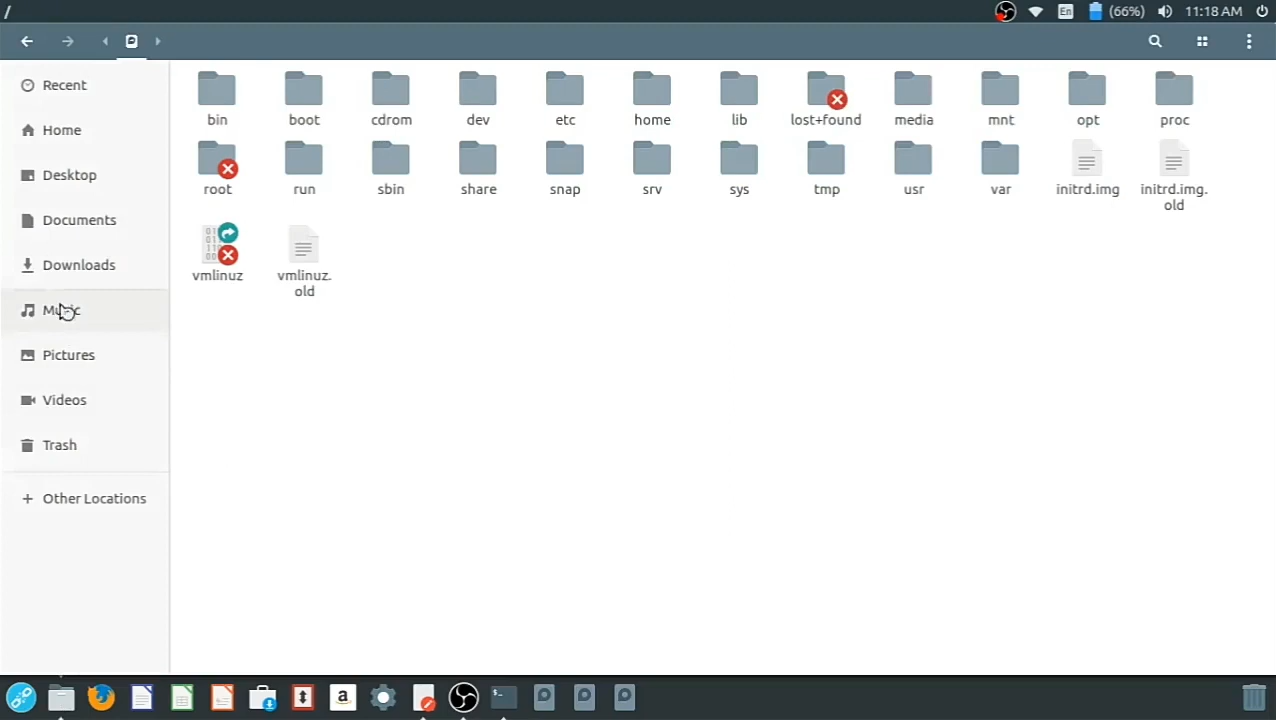 /
En
(66%)
11:18 AM
Recent
Home
Desktop
Documents
Downloads
Music
Pictures
Videos
Trash
Other Locations
bin
boot
cdrom
dev
etc
home
lib
lost+found
media
mnt
opt
proc
root
run
sbin
share
snap
srv
sys
tmp
usr
var
initrd.img
initrd.img.
old
vmlinuz
vmlinuz.
old
a